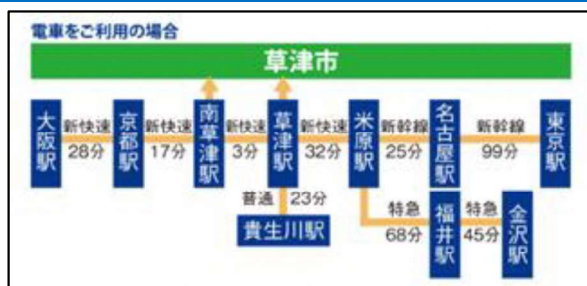 電車をご利用の場合
草津市
大阪駅
新快速
28分
京都駅
新快速
17分
南草津駅
新快速
3分
草津駅
新快速
32分
米原駅
新幹線
25分
名古屋駅
新幹線
99分
東京駅
普通 23分
貴生川駅
特急
68分
福井駅
特急
45分
金沢駅